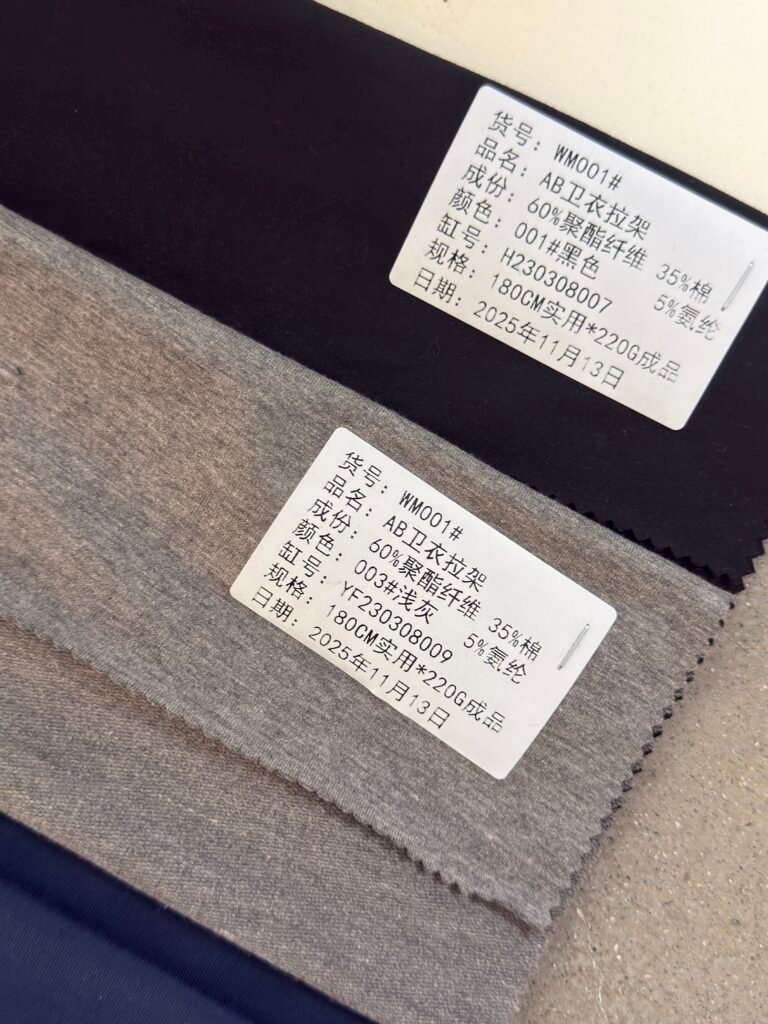 货号：WM001#
品名：AB卫衣拉架
成份：60%聚酯纤维 35%棉
5%氨纶
颜色：001#黑色
缸号：H230308007
规格：180CM实用*220G成品
日期：2025年11月13日
货号：WM001#
品名：AB卫衣拉架
成份：60%聚酯纤维 35%棉
5%氨纶
颜色：003#浅灰
缸号：YF230308009
规格：180CM实用*220G成品
日期：2025年11月13日